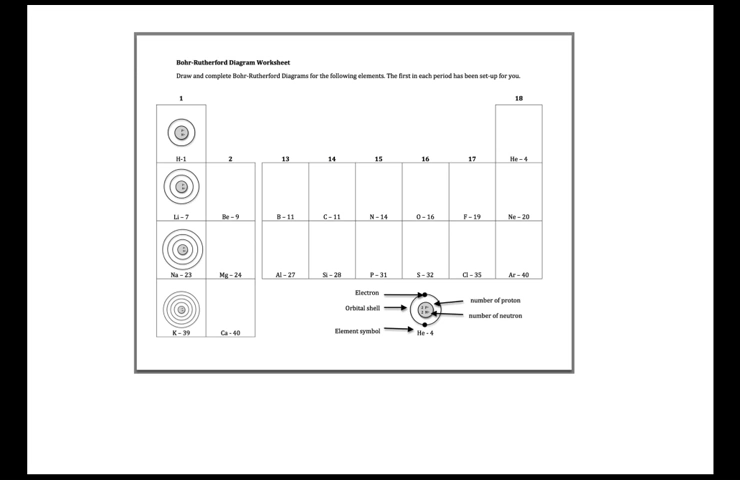 Bohr-Rutherford Diagram Worksheet
Draw and complete Bohr-Rutherford Diagrams for the following elements. The first in each period has been set-up for you.
1 18
H-1 2 13 14 15 16 17 He – 4
Li – 7 Be – 9 B – 11 C – 11 N – 14 O – 16 F – 19 Ne – 20
Na – 23 Mg – 24 Al – 27 Si – 28 P – 31 S – 32 Cl – 35 Ar – 40
Electron
number of proton
Orbital shell
number of neutron
Element symbol
K – 39 Ca - 40 He - 4